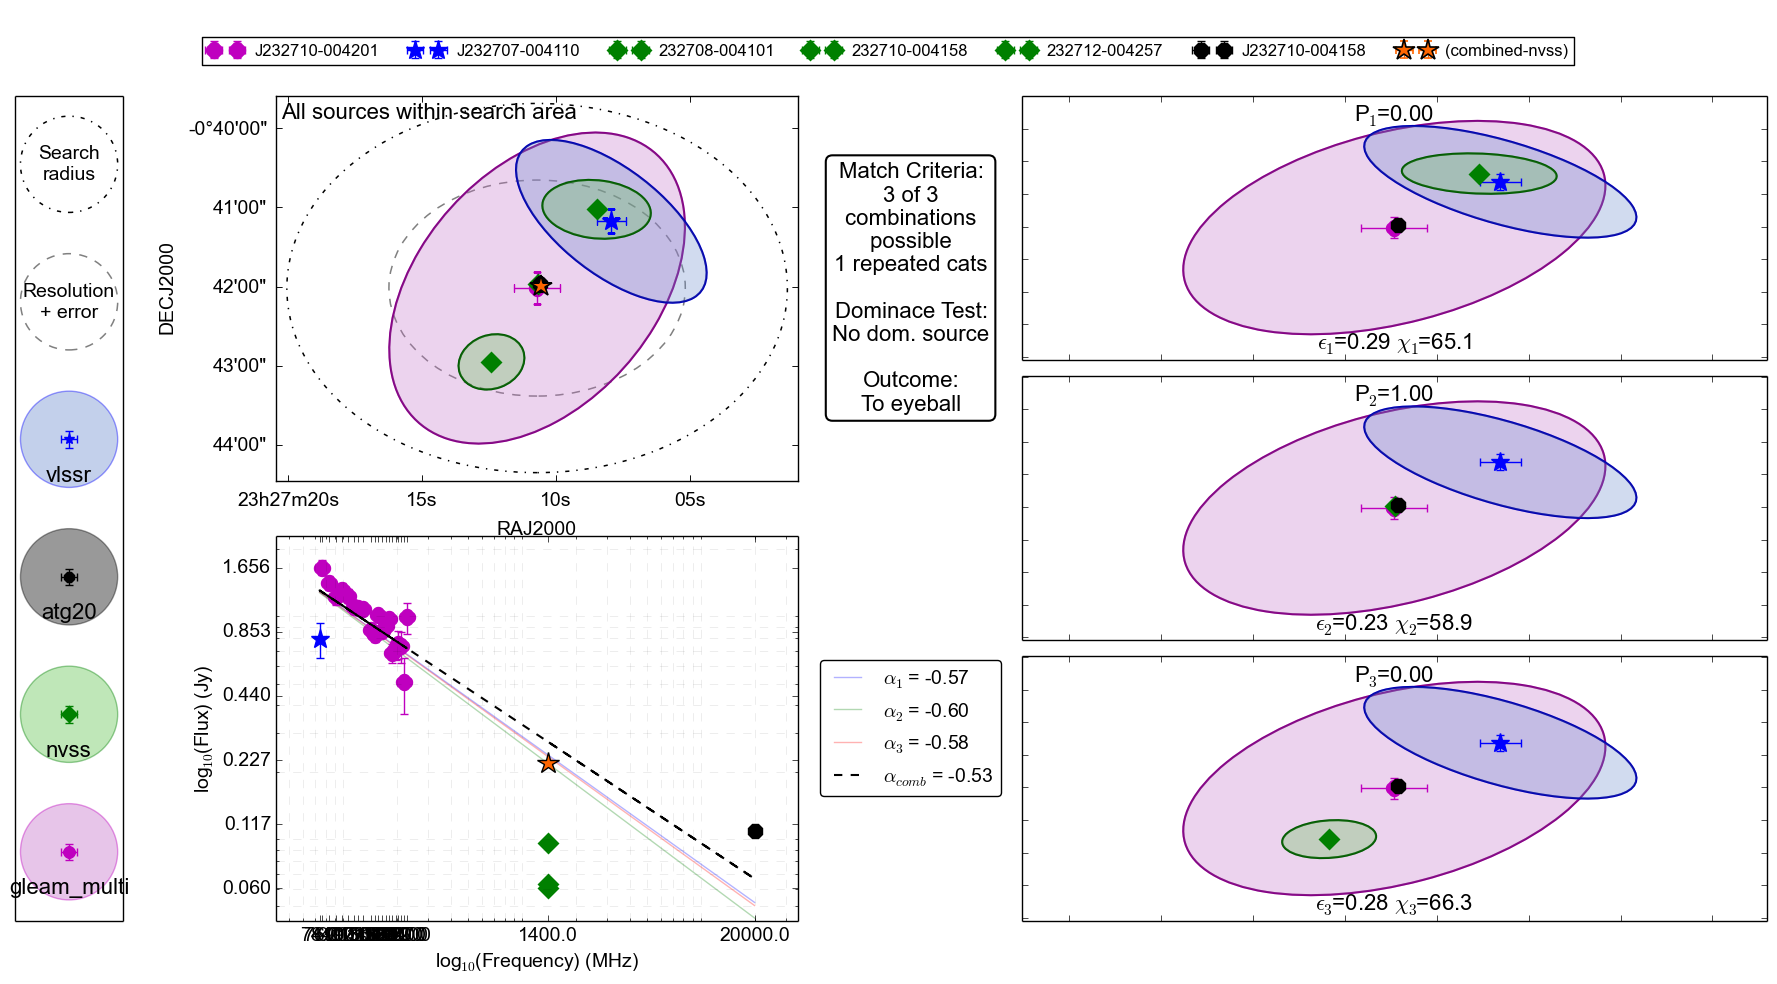 J232710-004201 J232707-004110 232708-004101 232710-004158 232712-004257 J232710-004158 (combined-nvss)
Search
radius
Resolution
+ error
vlssr
atg20
nvss
gleam_multi
All sources within search area
DECJ2000
-0°40'00"
41'00"
42'00"
43'00"
44'00"
23h27m20s 15s 10s 05s
RAJ2000
log10(Flux) (Jy)
1.656
0.853
0.440
0.227
0.117
0.060
1400.0 20000.0
log10(Frequency) (MHz)
Match Criteria:
3 of 3
combinations
possible
1 repeated cats
Dominace Test:
No dom. source
Outcome:
To eyeball
α1 = -0.57
α2 = -0.60
α3 = -0.58
αcomb = -0.53
P1=0.00
ϵ1=0.29 χ1=65.1
P2=1.00
ϵ2=0.23 χ2=58.9
P3=0.00
ϵ3=0.28 χ3=66.3